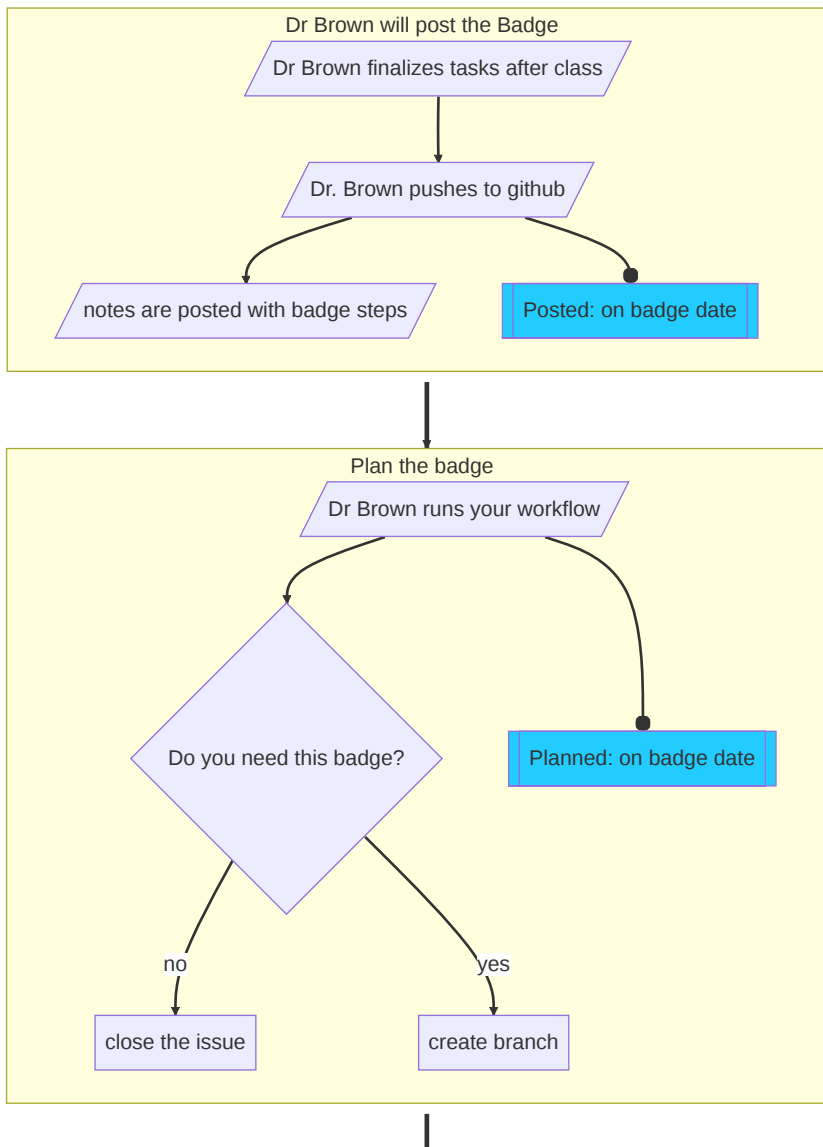 Dr Brown will post the Badge
Dr Brown finalizes tasks after class
Dr. Brown pushes to github
notes are posted with badge steps
Posted: on badge date
Plan the badge
Dr Brown runs your workflow
Do you need this badge?
Planned: on badge date
no
yes
close the issue
create branch